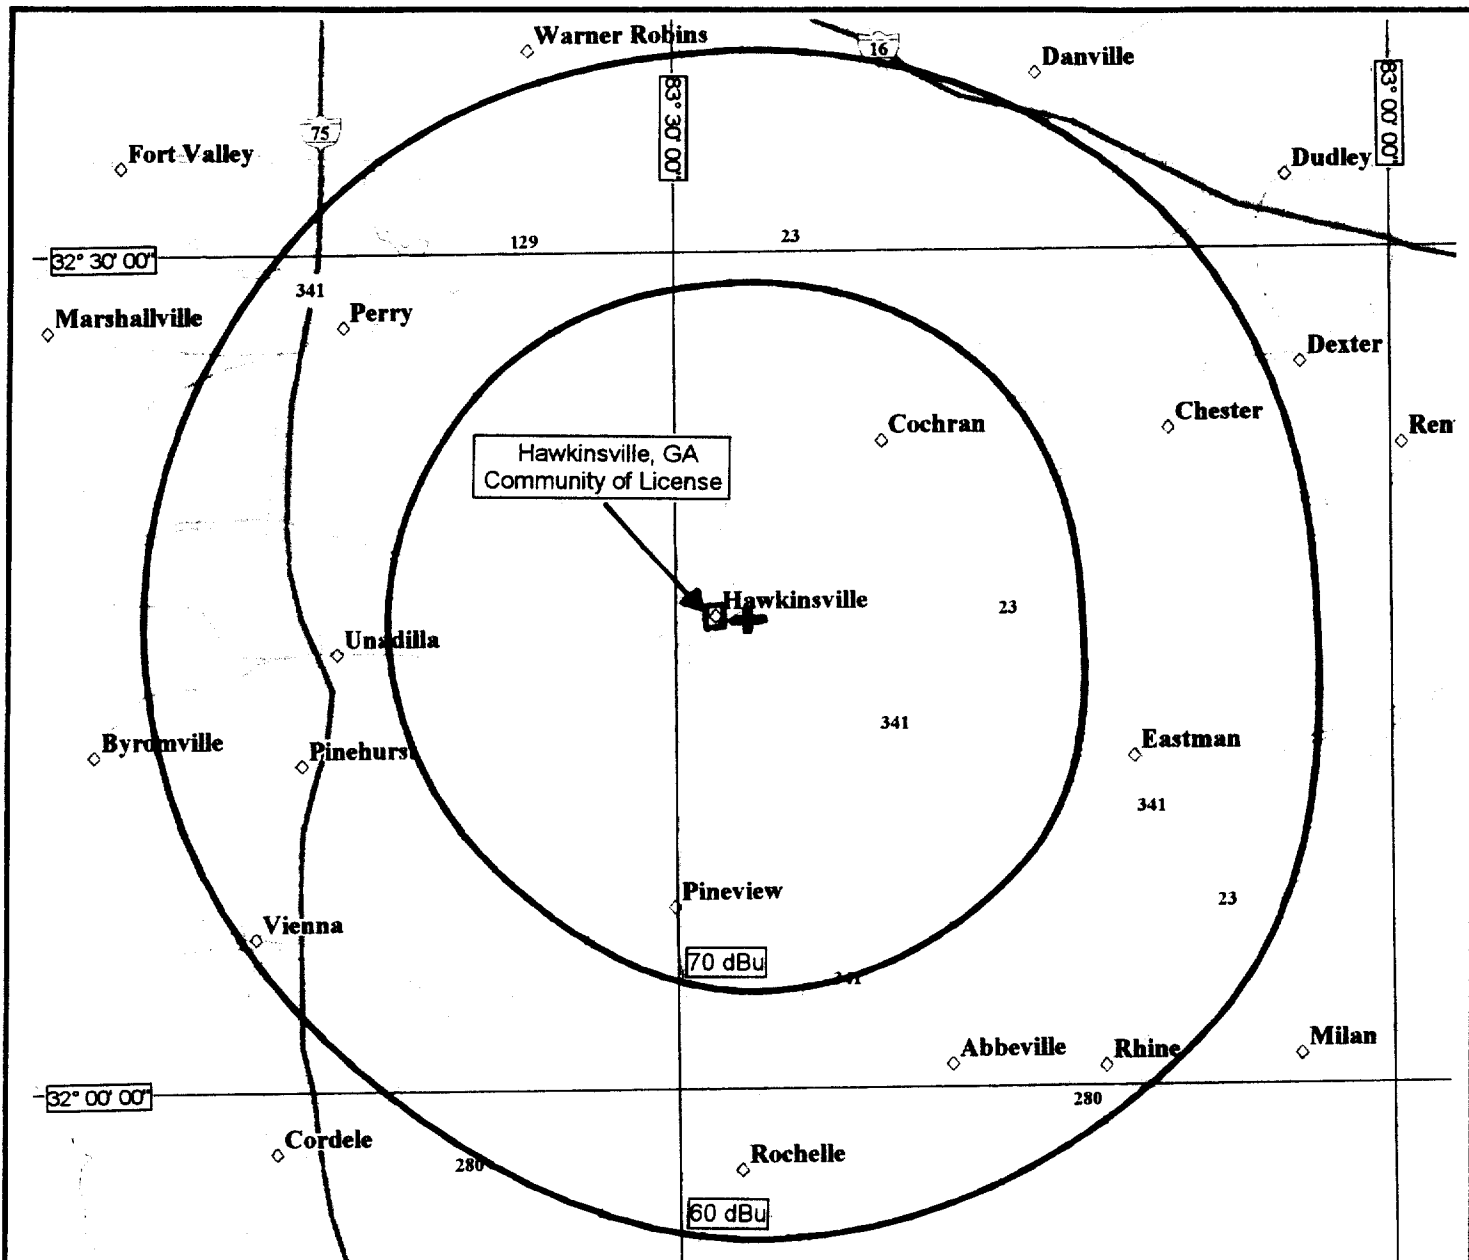 Warner Robins
16
Danville
83° 30' 00"
83° 00' 00"
75
Fort Valley
Dudley
129
23
32° 30' 00"
341
Perry
Marshallville
Dexter
Chester
Cochran
Ren
Hawkinsville, GA
Community of License
Hawkinsville
23
Unadilla
341
Byromville
Pinehurst
Eastman
341
Pineview
23
Vienna
70 dBu
341
Abbeville
Rhine
Milan
32° 00' 00"
280
Cordele
280
Rochelle
60 dBu